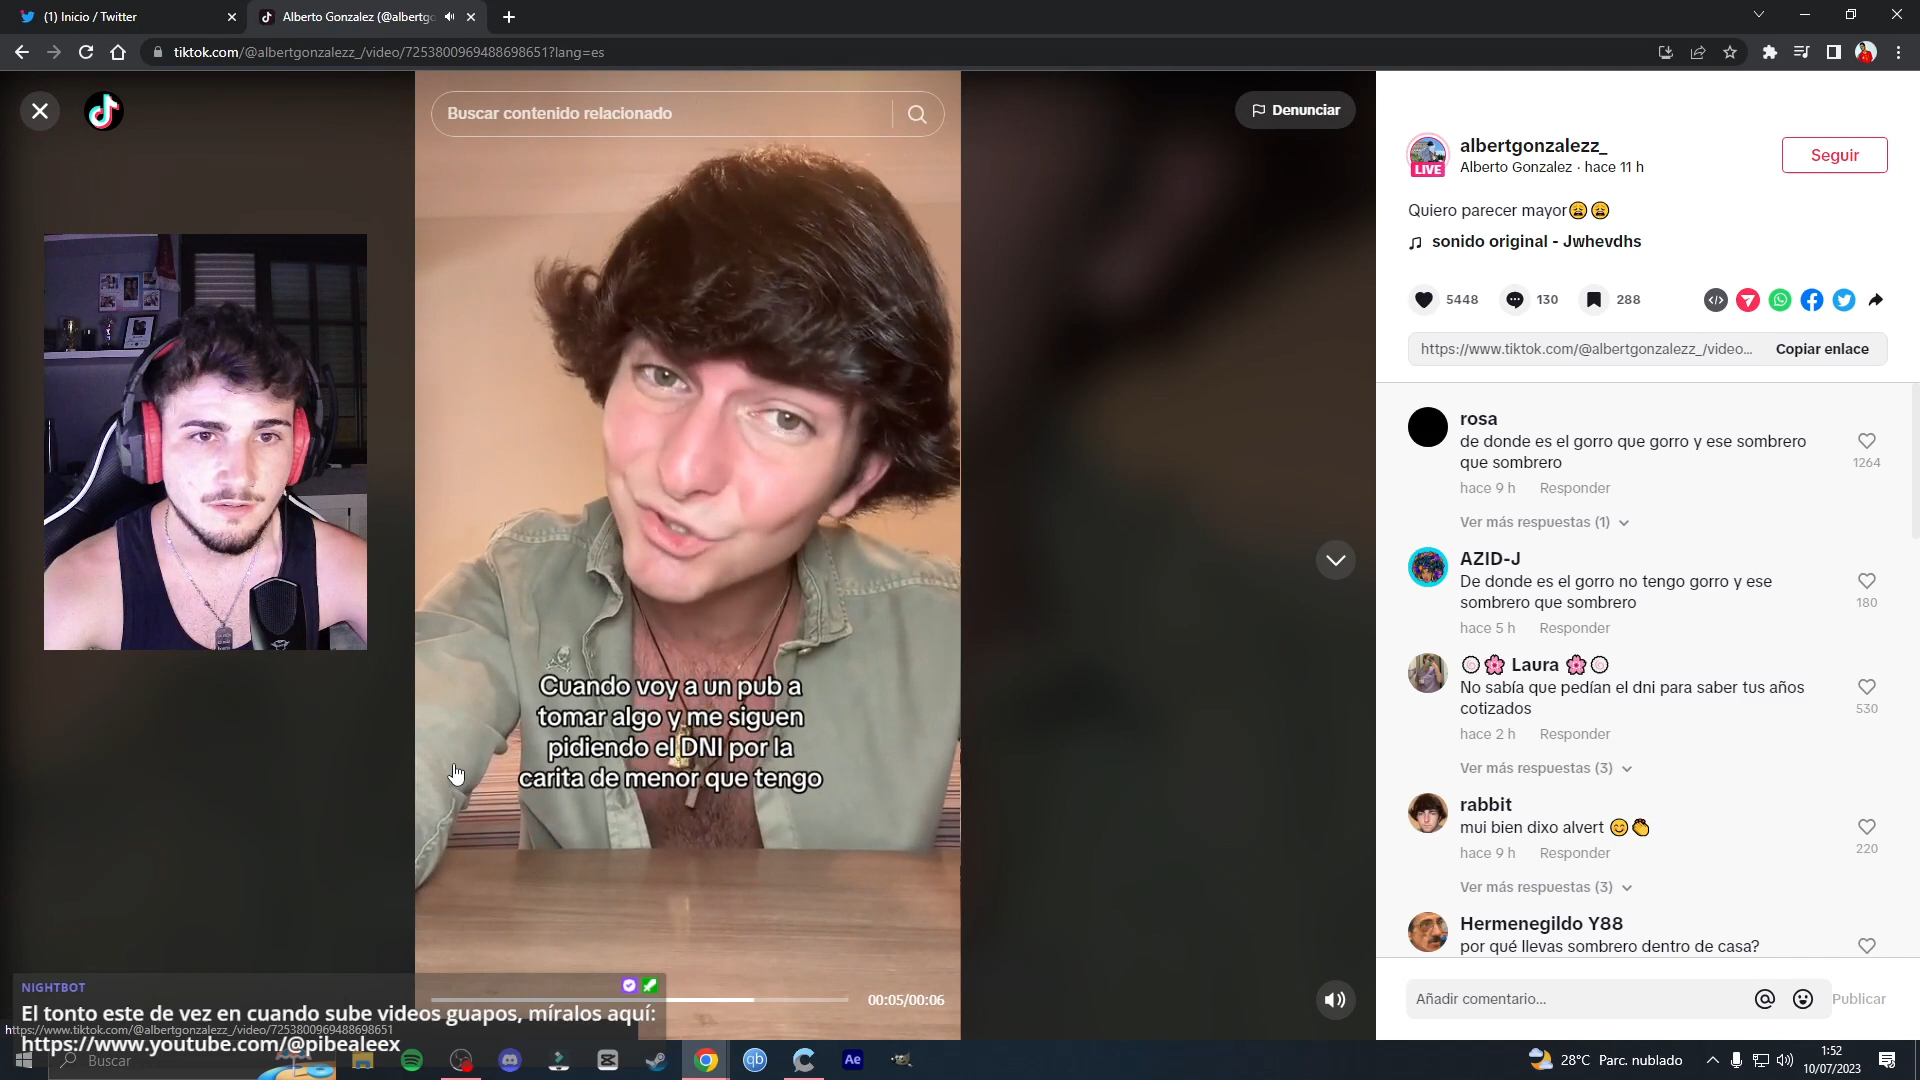 (1) Inicio / Twitter
Alberto Gonzalez (@albertgo
tiktok.com/@albertgonzalezz_/video/7253800969488698651?lang=es
Buscar contenido relacionado
Denunciar
LIVE
albertgonzalezz_
Alberto Gonzalez · hace 11 h
Seguir
Quiero parecer mayor😩😩
sonido original - Jwhevdhs
5448
130
288
https://www.tiktok.com/@albertgonzalezz_/video...
Copiar enlace
rosa
de donde es el gorro que gorro y ese sombrero
que sombrero
1264
hace 9 h Responder
Ver más respuestas (1)
AZID-J
De donde es el gorro no tengo gorro y ese
sombrero que sombrero
180
hace 5 h Responder
🍥🌸 Laura 🌸🍥
No sabía que pedían el dni para saber tus años
cotizados
530
hace 2 h Responder
Ver más respuestas (3)
rabbit
mui bien dixo alvert 😊👏
220
hace 9 h Responder
Ver más respuestas (3)
Hermenegildo Y88
por qué llevas sombrero dentro de casa?
Añadir comentario...
Publicar
Cuando voy a un pub a
tomar algo y me siguen
pidiendo el DNI por la
carita de menor que tengo
00:05/00:06
NIGHTBOT
El tonto este de vez en cuando sube videos guapos, míralos aquí:
https://www.tiktok.com/@albertgonzalezz_/video/7253800969488698651
https://www.youtube.com/@pibealeex
Buscar
qb
Ae
28°C Parc. nublado
1:52
10/07/2023